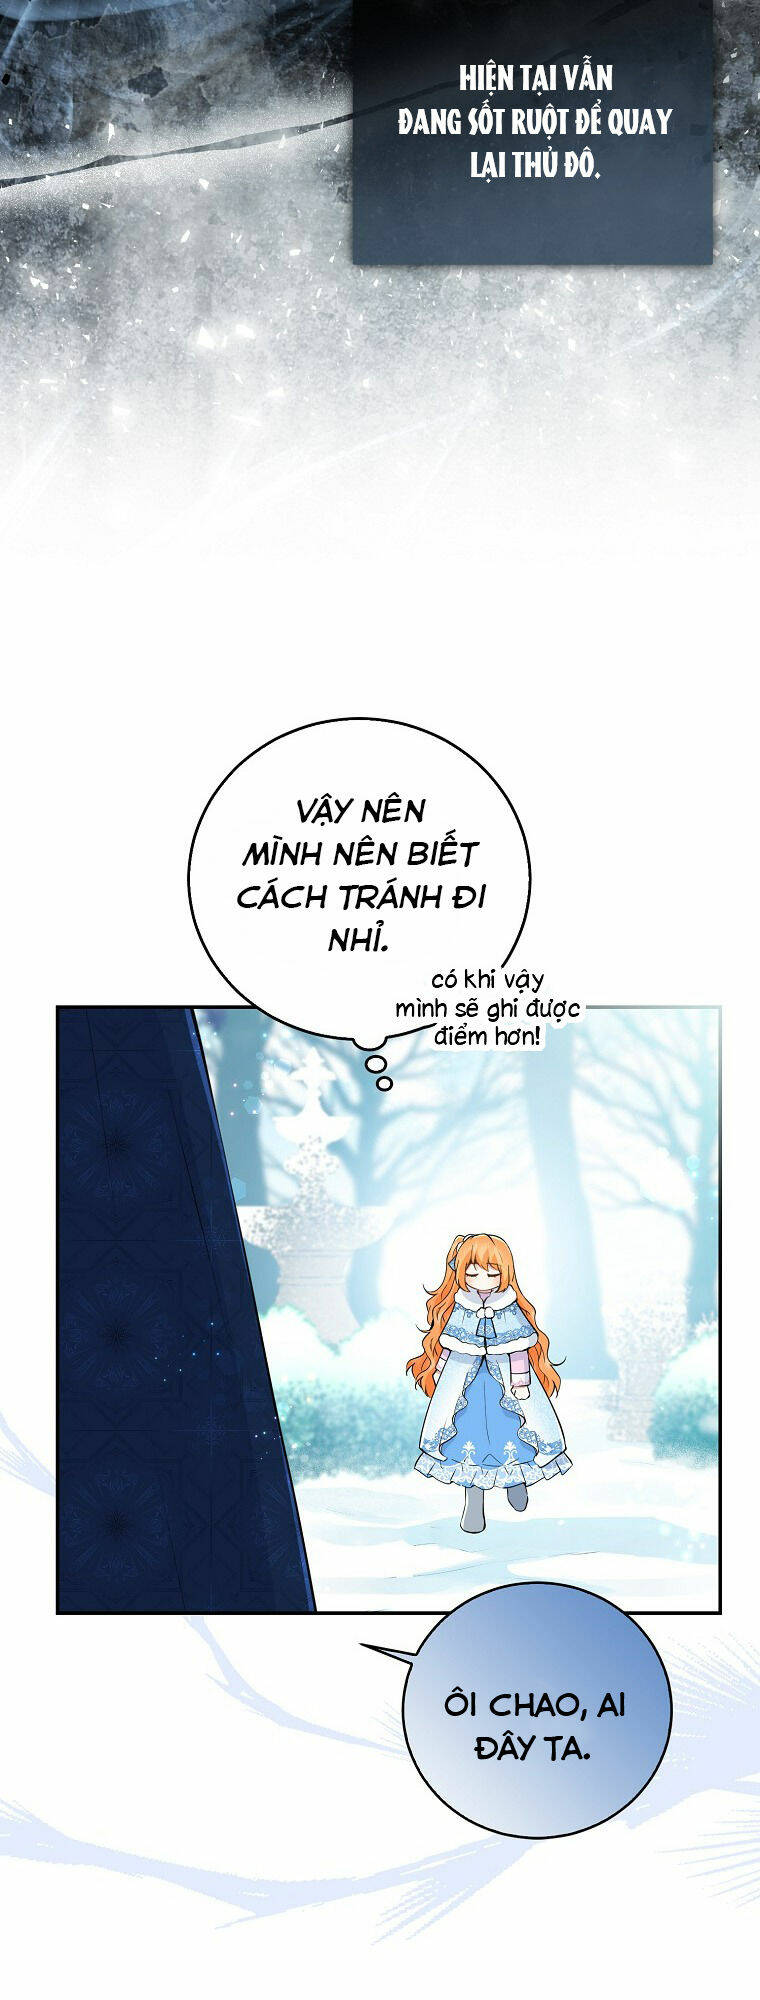 HIỆN TẠI VẪN
ĐANG SỐT RUỘT ĐỂ QUAY
LẠI THỦ ĐÔ.
VẬY NÊN
MÌNH NÊN BIẾT
CÁCH TRÁNH ĐI
NHỈ.
có khi vậy
mình sẽ ghi được
điểm hơn!
ÔI CHAO, AI
ĐÂY TA.